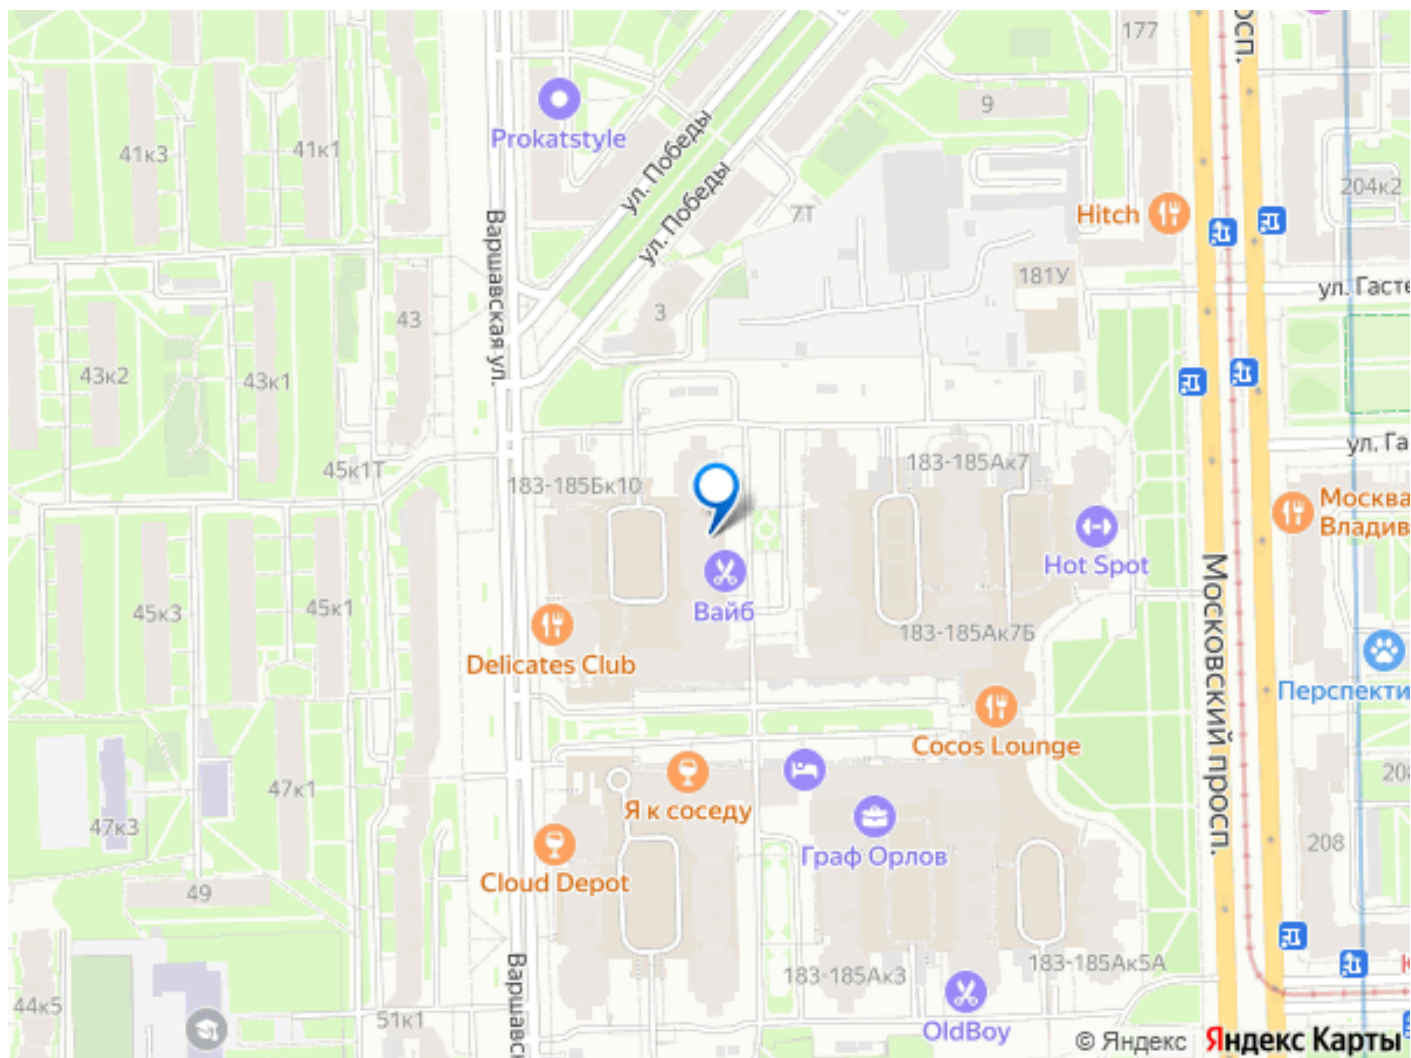 177
9
Prokatstyle
ул. Победы
ул. Победы
41к3
41к1
204к2
Hitch
7Т
Варшавская ул.
181У
ул. Гасте
3
43
43к2
43к1
ул. Га
45к1Т
183-185Бк10
183-185Ак7
Москва
Владив
Hot Spot
Вайб
45к3
45к1
183-185Ак7Б
Московский просп.
Delicates Club
Перспекти
Cocos Lounge
47к1
Я к соседу
47к3
208
Граф Орлов
Cloud Depot
49
183-185Ак3
183-185Ак5А
44к5
51к1
OldBoy
© Яндекс
Яндекс Карты